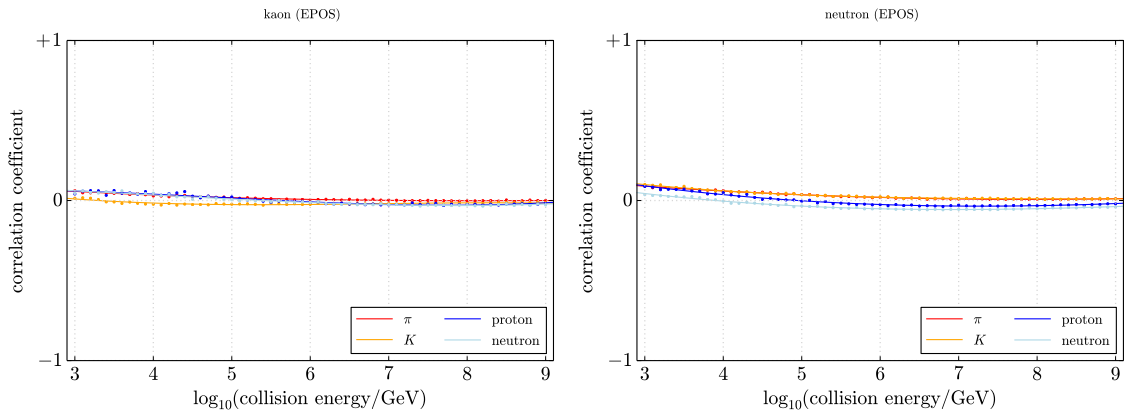 kaon (EPOS)
+1
0
−1
correlation coefficient
3 4 5 6 7 8 9
log₁₀(collision energy/GeV)
π proton
K neutron
neutron (EPOS)
+1
0
−1
correlation coefficient
3 4 5 6 7 8 9
log₁₀(collision energy/GeV)
π proton
K neutron